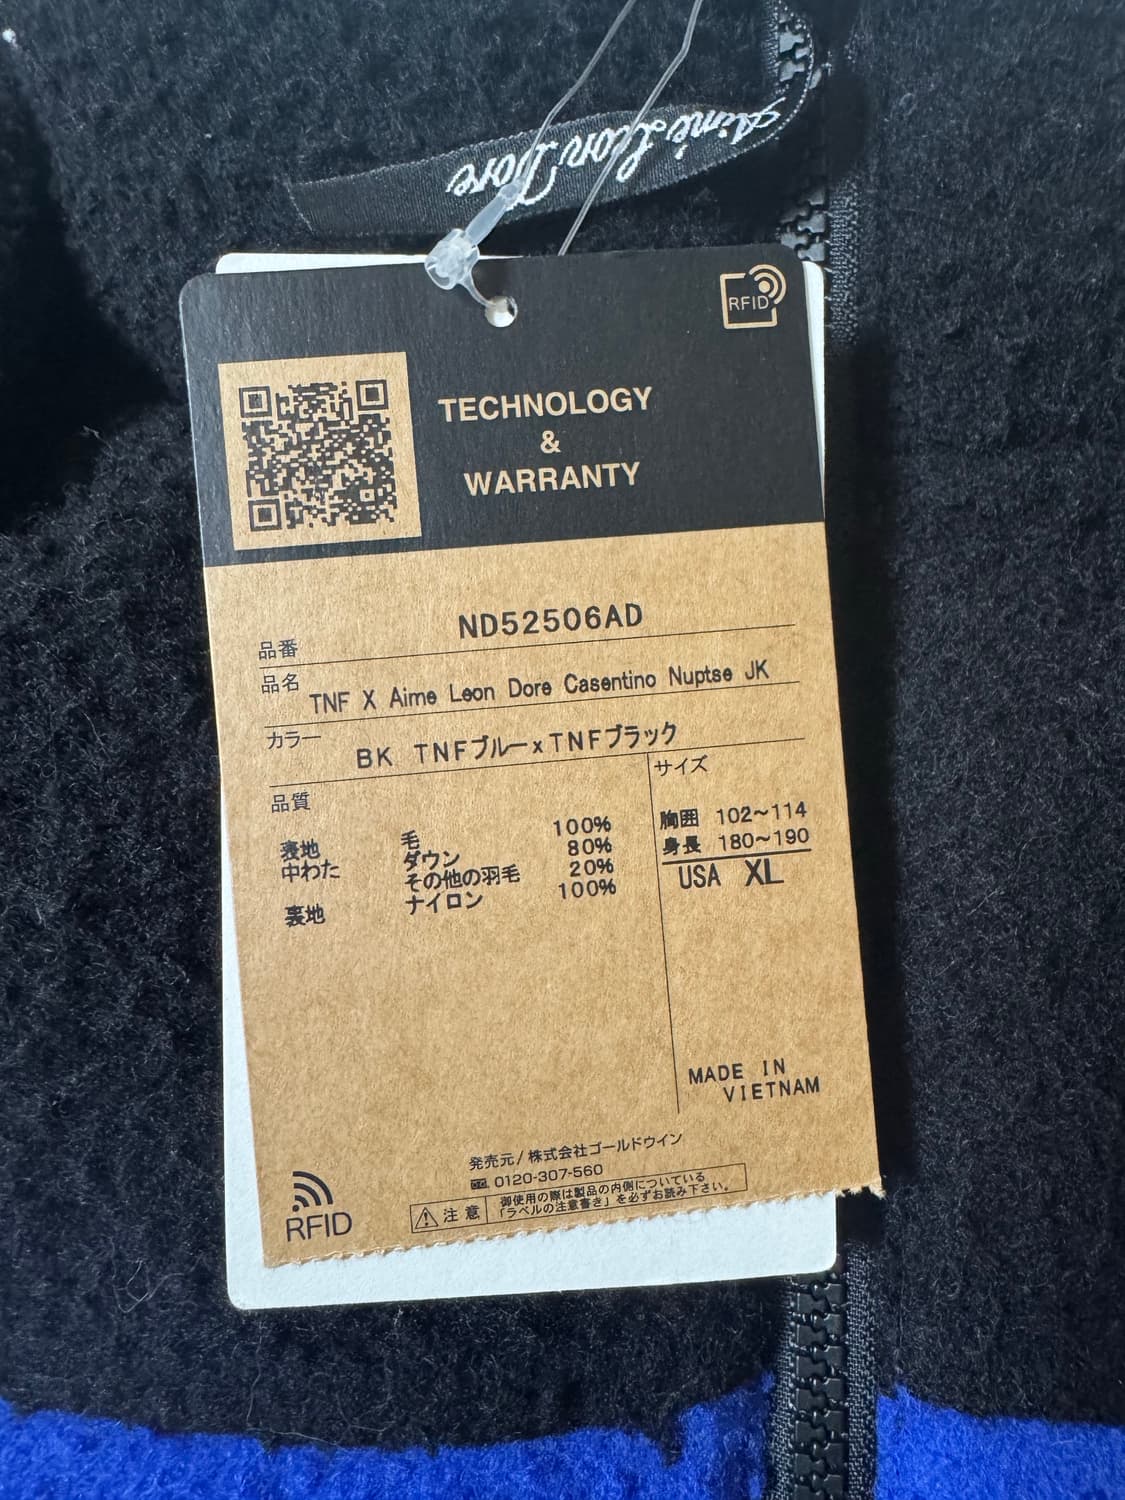 Aimé Leon Dore
RFID
TECHNOLOGY
&
WARRANTY
品番 ND52506AD
品名 TNF X Aime Leon Dore Casentino Nuptse JK
カラー BK TNFブルーxTNFブラック
品質
表地 毛 100%
中わた ダウン 80%
その他の羽毛 20%
裏地 ナイロン 100%
サイズ
胸囲 102~114
身長 180~190
USA XL
MADE IN
VIETNAM
発売元/株式会社ゴールドウイン
0120-307-560
注意 御使用の際は製品の内側についている
「ラベルの注意書き」を必ずお読み下さい。
RFID